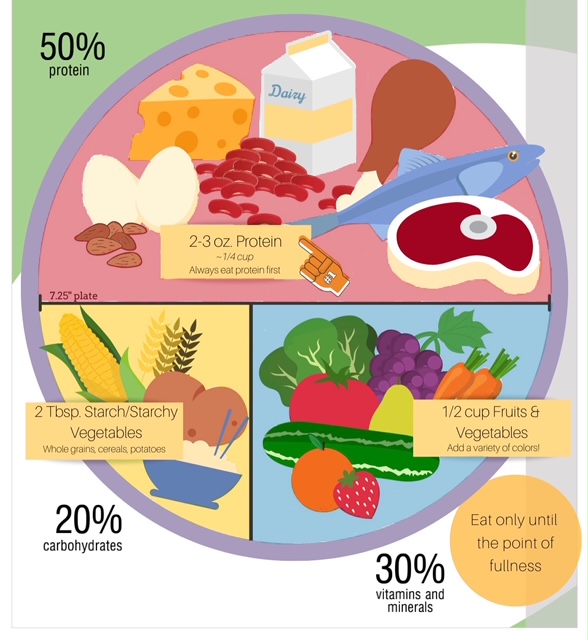 50%
protein
Dairy
2-3 oz. Protein
~ 1/4 cup
Always eat protein first
#1
7.25" plate
2 Tbsp. Starch/Starchy
Vegetables
Whole grains, cereals, potatoes
1/2 cup Fruits &
Vegetables
Add a variety of colors!
20%
carbohydrates
Eat only until
the point of
fullness
30%
vitamins and
minerals